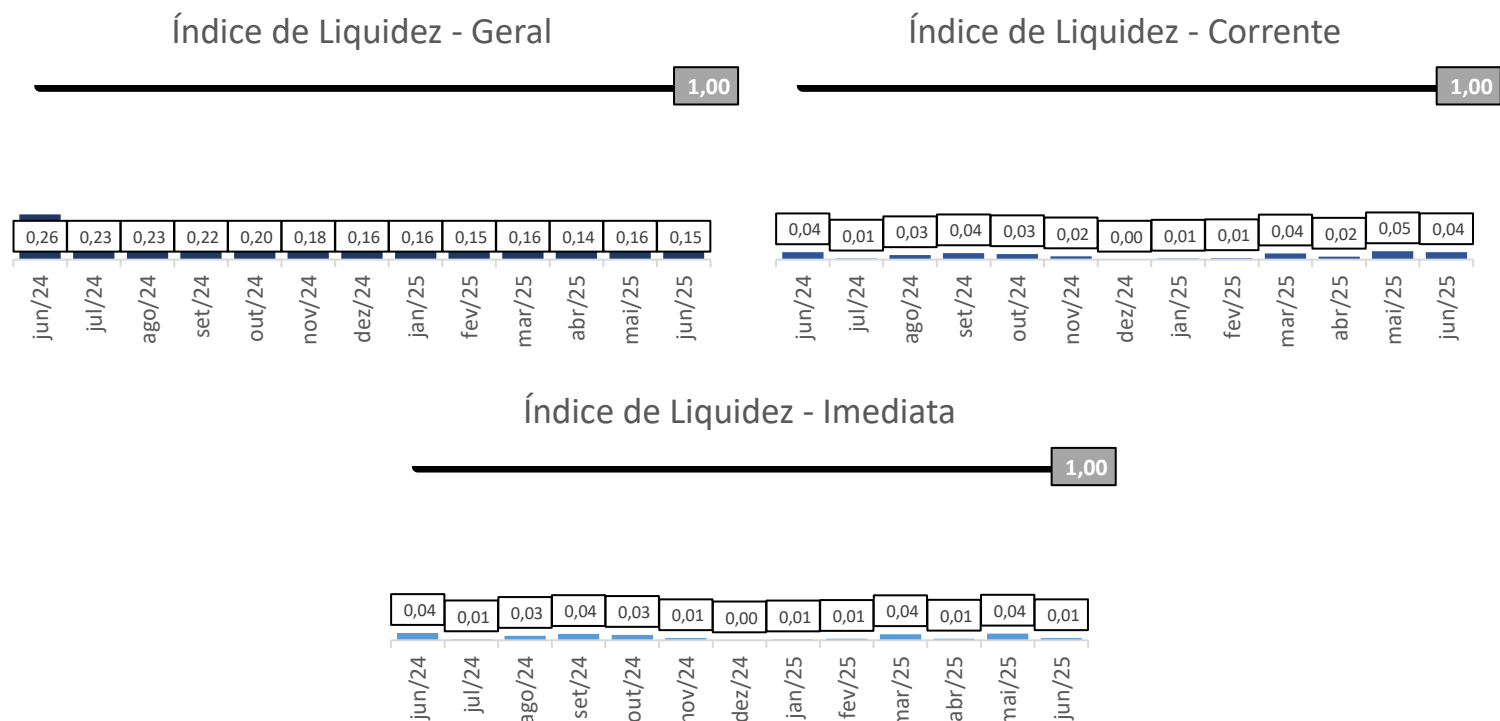 Índice de Liquidez - Geral
1,00
0,26 0,23 0,23 0,22 0,20 0,18 0,16 0,16 0,15 0,16 0,14 0,16 0,15
jun/24 jul/24 ago/24 set/24 out/24 nov/24 dez/24 jan/25 fev/25 mar/25 abr/25 mai/25 jun/25
Índice de Liquidez - Corrente
1,00
0,04 0,01 0,03 0,04 0,03 0,02 0,00 0,01 0,01 0,04 0,02 0,05 0,04
jun/24 jul/24 ago/24 set/24 out/24 nov/24 dez/24 jan/25 fev/25 mar/25 abr/25 mai/25 jun/25
Índice de Liquidez - Imediata
1,00
0,04 0,01 0,03 0,04 0,03 0,01 0,00 0,01 0,01 0,04 0,01 0,04 0,01
jun/24 jul/24 ago/24 set/24 out/24 nov/24 dez/24 jan/25 fev/25 mar/25 abr/25 mai/25 jun/25